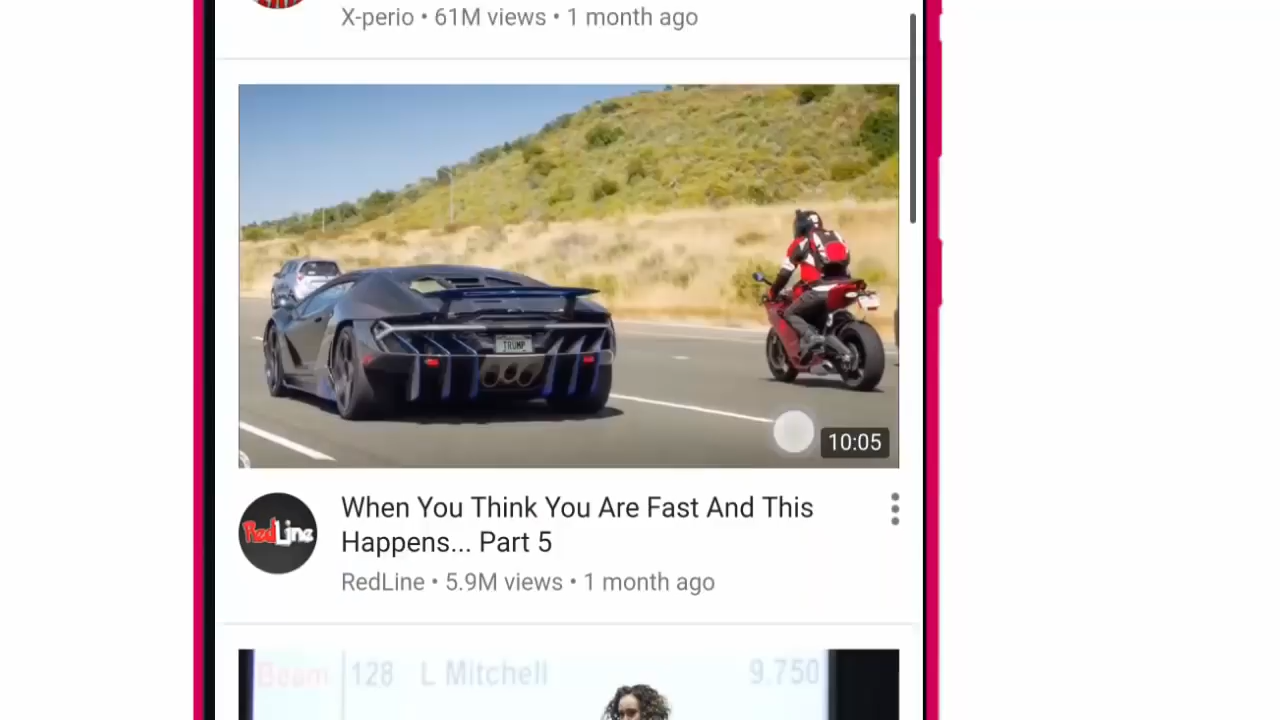 X-perio • 61M views • 1 month ago
TRUMP
10:05
RedLine
When You Think You Are Fast And This
Happens... Part 5
RedLine • 5.9M views • 1 month ago
Beam 128 L Mitchell 9.750